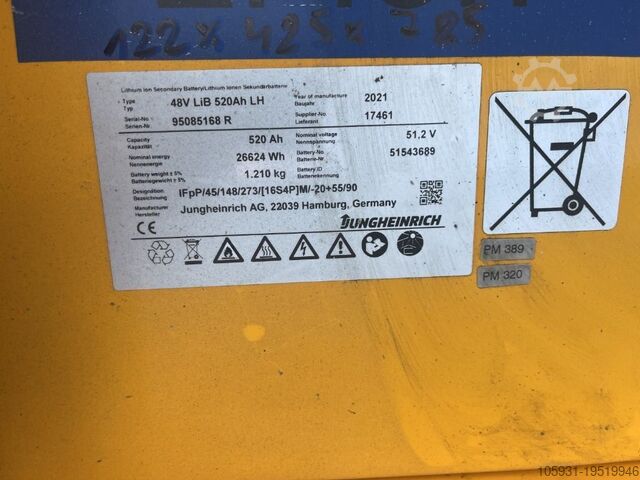 122 x 425 x 785
Lithium Ion Secondary Battery/Lithium Ionen Sekundärbatterie
Type 48V LiB 520Ah LH Year of manufacture 2021
Typ Baujahr
Serial-No. 95085168 R Supplier-No. 17461
Serien-Nr. Lieferant
Capacity 520 Ah Nominal voltage 51,2 V
Kapazität Nennspannung
Nominal energy 26624 Wh Battery-No 51543689
Nennenergie Batterie-Nr.
Battery weight ± 5% 1.210 kg Battery ID
Batteriegewicht ± 5% Batteriekennung
Designation IFpP/45/148/273/[16S4P]M/-20+55/90
Bezeichnung
Manufacturer Jungheinrich AG, 22039 Hamburg, Germany
Hersteller
CE JUNGHEINRICH
PM 389
PM 320
105931-19519946